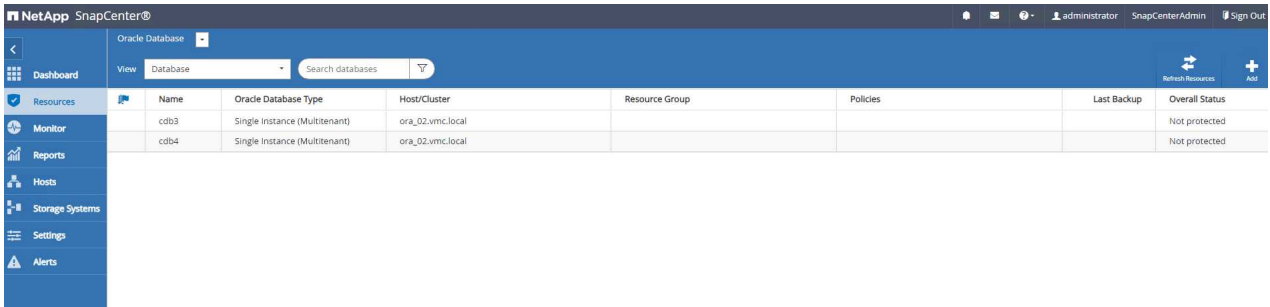 NetApp SnapCenter® administrator SnapCenterAdmin Sign Out
Oracle Database
View Database Search databases Refresh Resources Add
Dashboard
Resources
Monitor
Reports
Hosts
Storage Systems
Settings
Alerts
Name Oracle Database Type Host/Cluster Resource Group Policies Last Backup Overall Status
cdb3 Single Instance (Multitenant) ora_02.vmc.local Not protected
cdb4 Single Instance (Multitenant) ora_02.vmc.local Not protected